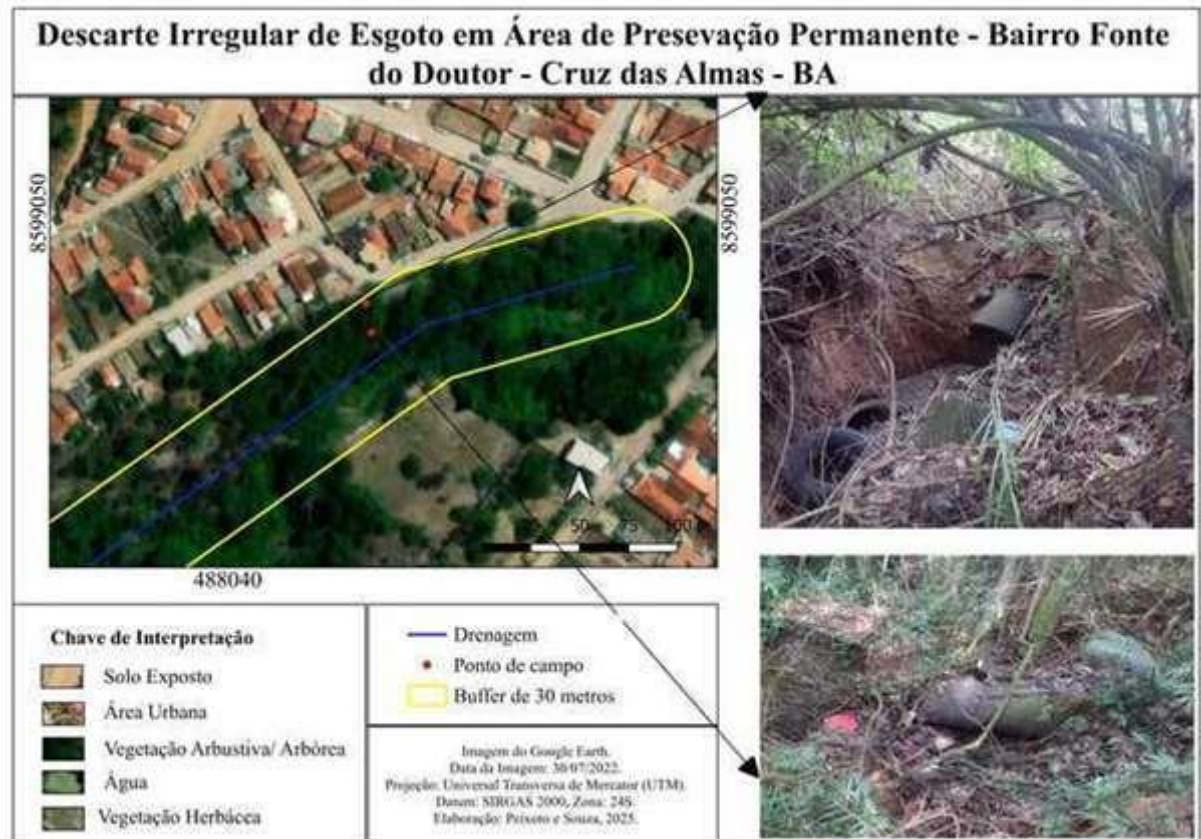 Descarte Irregular de Esgoto em Área de Presevação Permanente - Bairro Fonte
do Doutor - Cruz das Almas - BA
8599050
8599050
50 75 100
488040
Chave de Interpretação
Solo Exposto
Área Urbana
Vegetação Arbustiva/ Arbórea
Água
Vegetação Herbácea
Drenagem
Ponto de campo
Buffer de 30 metros
Imagem do Google Earth.
Data da Imagem: 30/07/2022.
Projeção: Universal Transversa de Mercator (UTM).
Datum: SIRGAS 2000, Zona: 24S.
Elaboração: Peixoto e Souza, 2025.